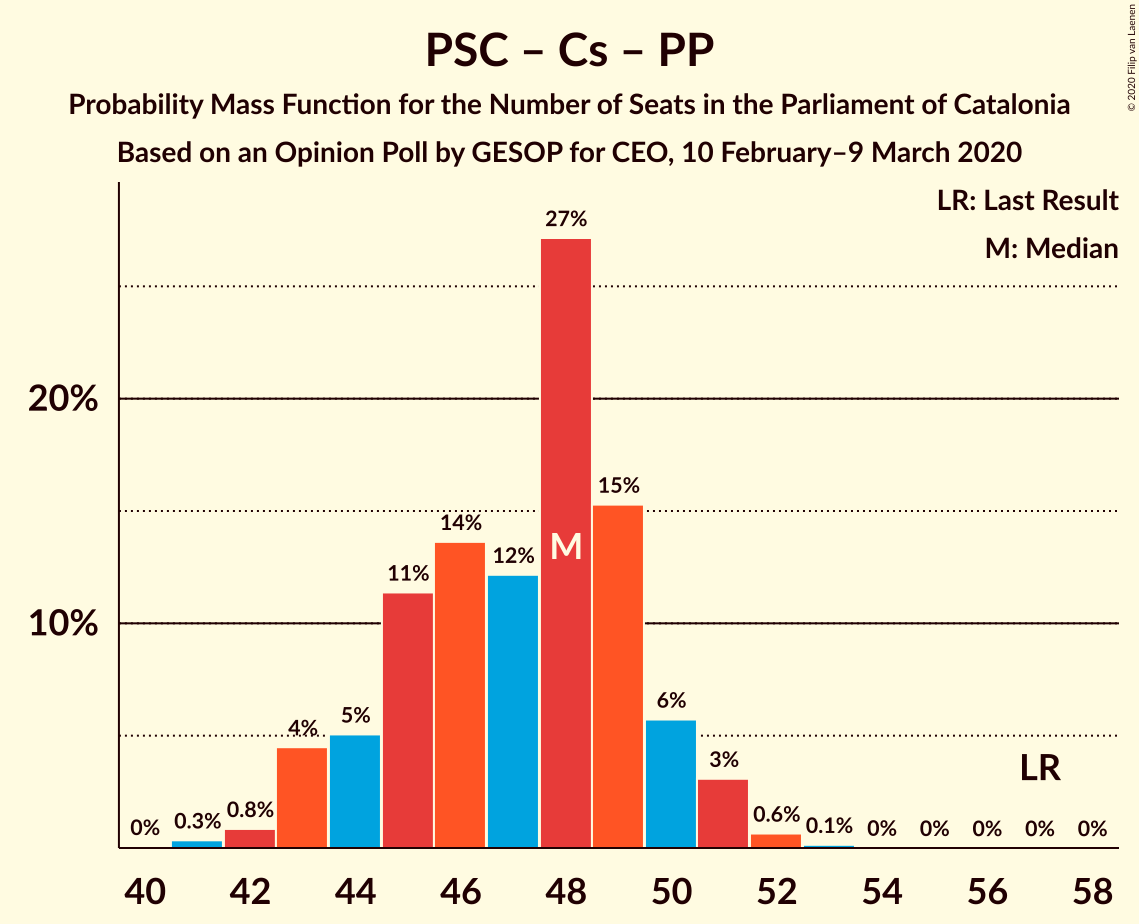 PSC – Cs – PP
Probability Mass Function for the Number of Seats in the Parliament of Catalonia
Based on an Opinion Poll by GESOP for CEO, 10 February–9 March 2020
© 2020 Filip van Laenen
LR: Last Result
M: Median
20%
10%
0%
0.3%
0.8%
4%
5%
11%
14%
12%
27%
M
15%
6%
3%
0.6%
0.1%
0%
0%
0%
LR
0%
0%
40 42 44 46 48 50 52 54 56 58